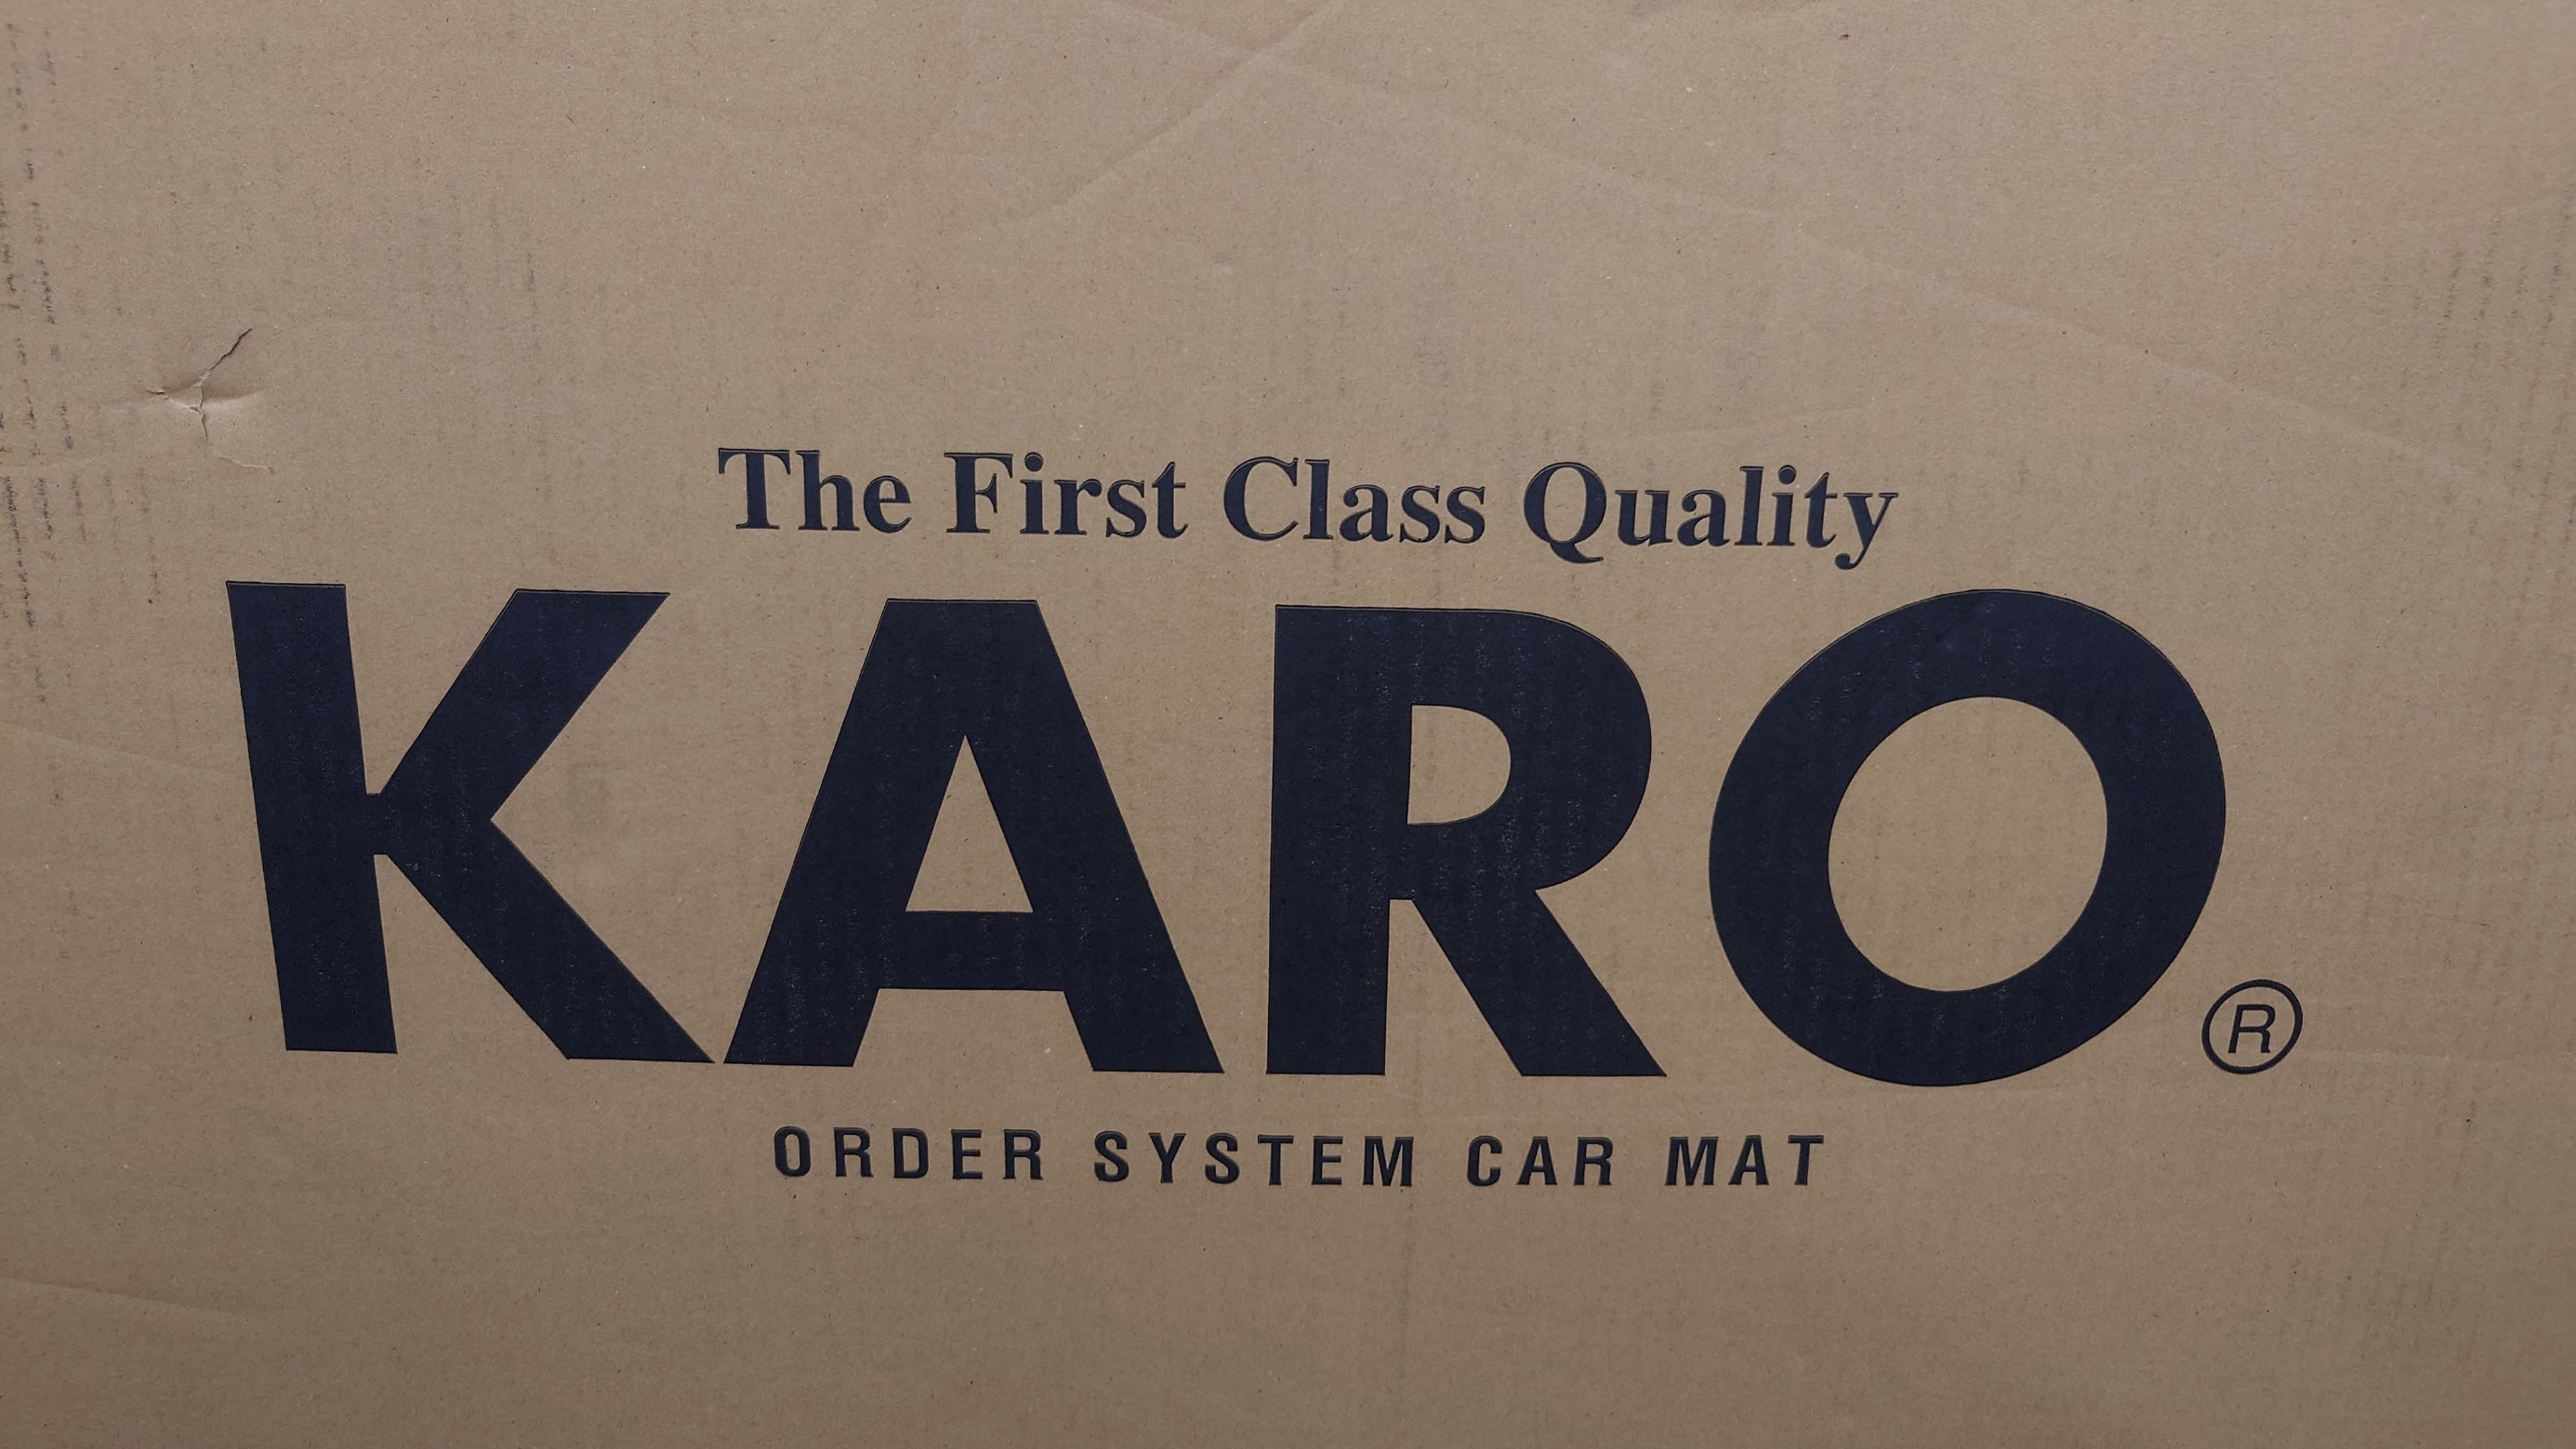 The First Class Quality
KARO®
ORDER SYSTEM CAR MAT